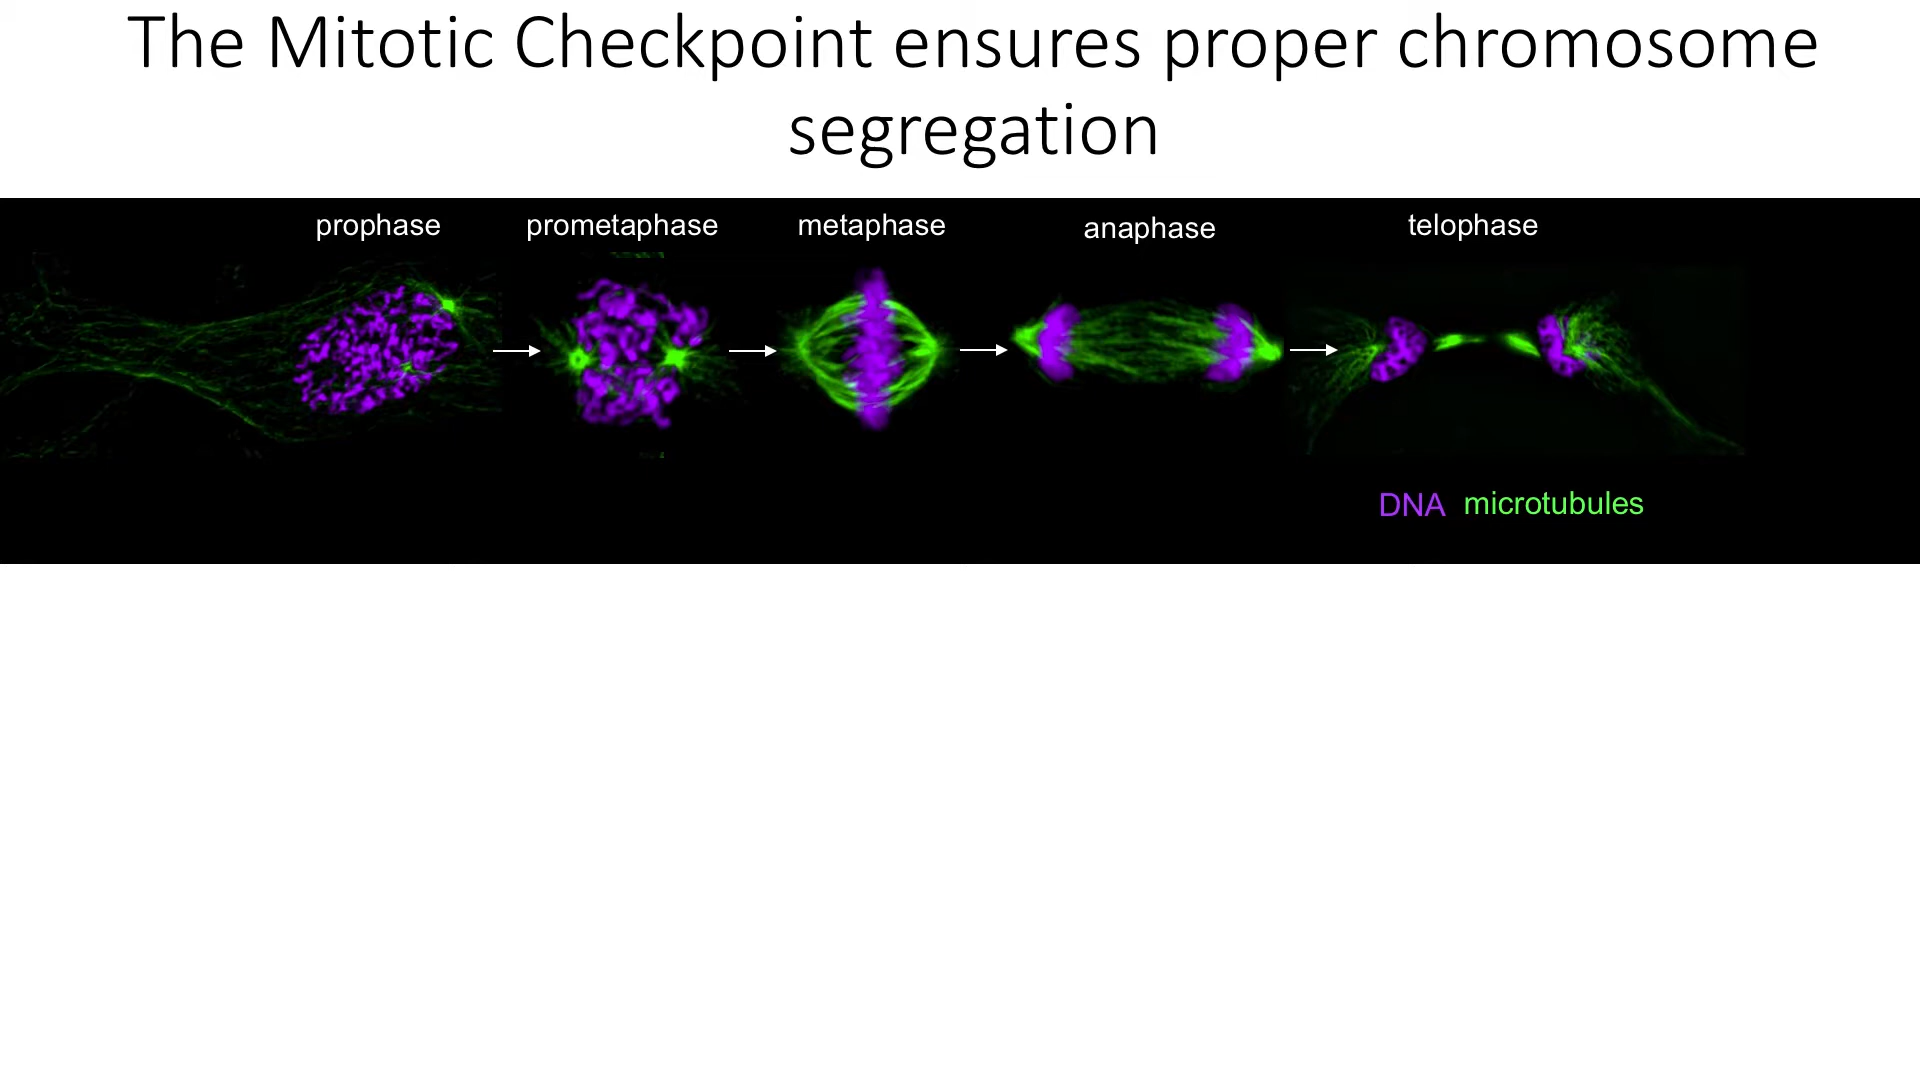 The Mitotic Checkpoint ensures proper chromosome
segregation
prophase prometaphase metaphase anaphase telophase
DNA microtubules